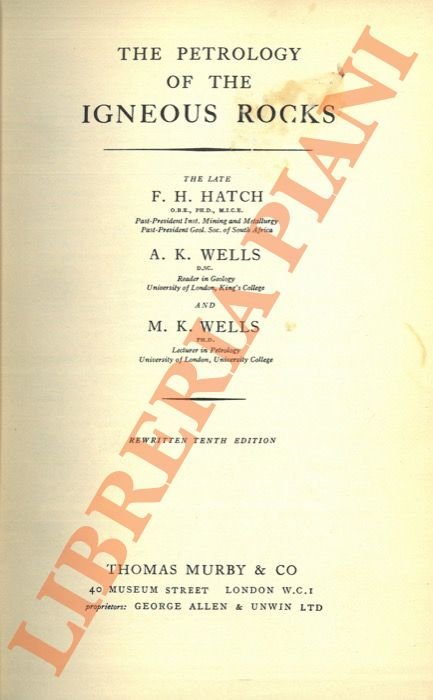 THE PETROLOGY
OF THE
IGNEOUS ROCKS
THE LATE
F. H. HATCH
O.B.E., PH.D., M.I.C.E.
Past-President Inst. Mining and Metallurgy
Past-President Geol. Soc. of South Africa
A. K. WELLS
D.SC.
Reader in Geology
University of London, King's College
AND
M. K. WELLS
PH.D.
Lecturer in Petrology
University of London, University College
REWRITTEN TENTH EDITION
THOMAS MURBY & CO
40 MUSEUM STREET LONDON W.C.1
proprietors: GEORGE ALLEN & UNWIN LTD
LIBRERIA PIANI